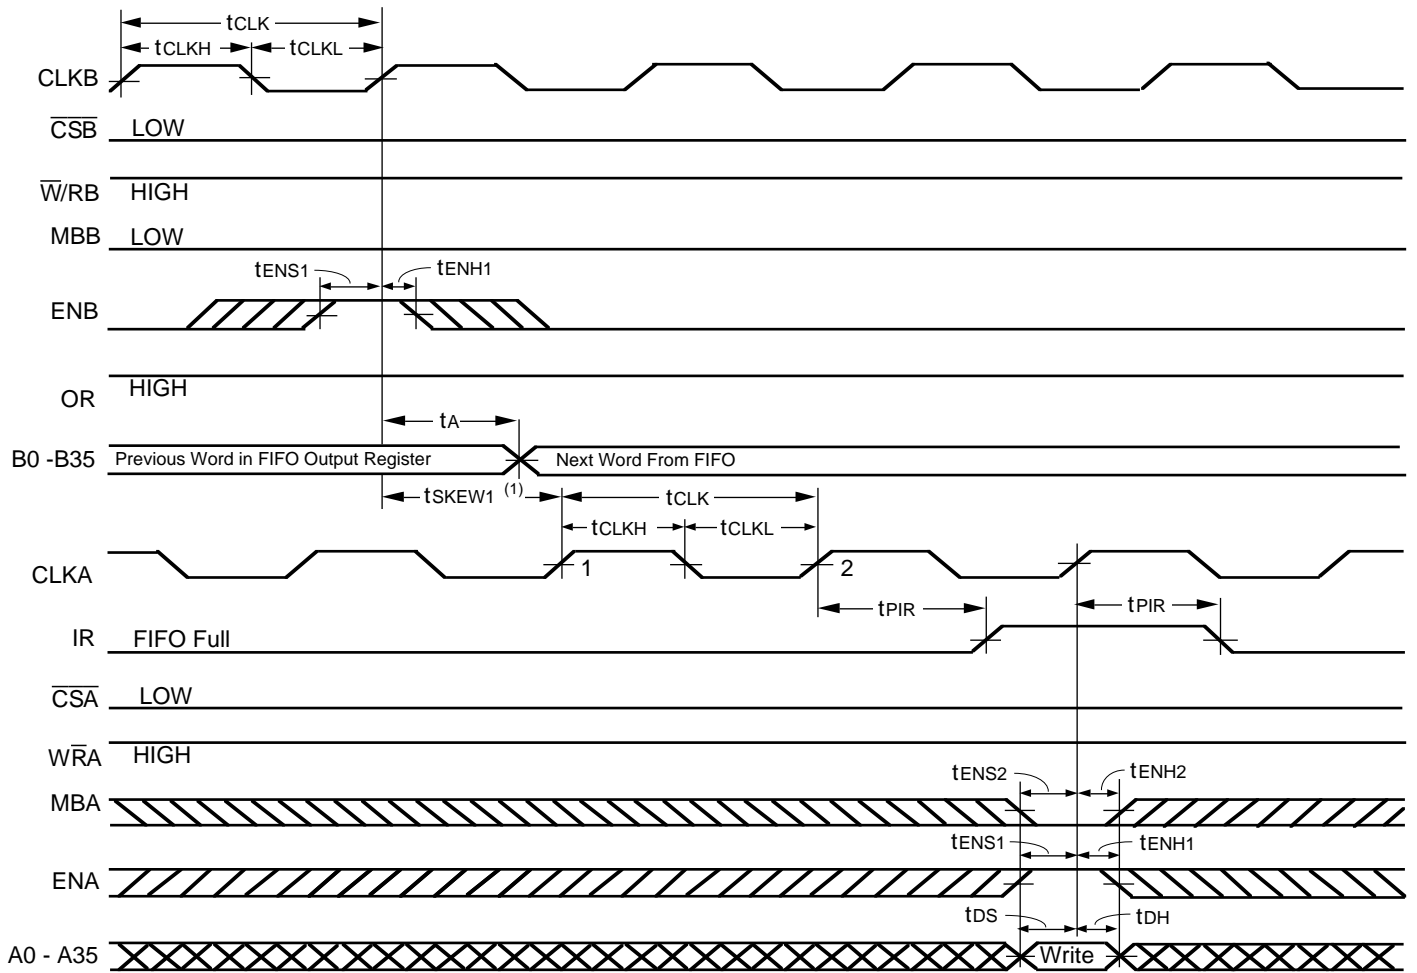 tCLK
tCLKH tCLKL
CLKB
CSB LOW
W/RB HIGH
MBB LOW
tENS1 tENH1
ENB
OR HIGH
tA
B0 -B35 Previous Word in FIFO Output Register Next Word From FIFO
tSKEW1 (1) tCLK
tCLKH tCLKL
CLKA 1 2
tPIR tPIR
IR FIFO Full
CSA LOW
WRA HIGH
tENS2 tENH2
MBA
tENS1 tENH1
ENA
tDS tDH
A0 - A35 Write